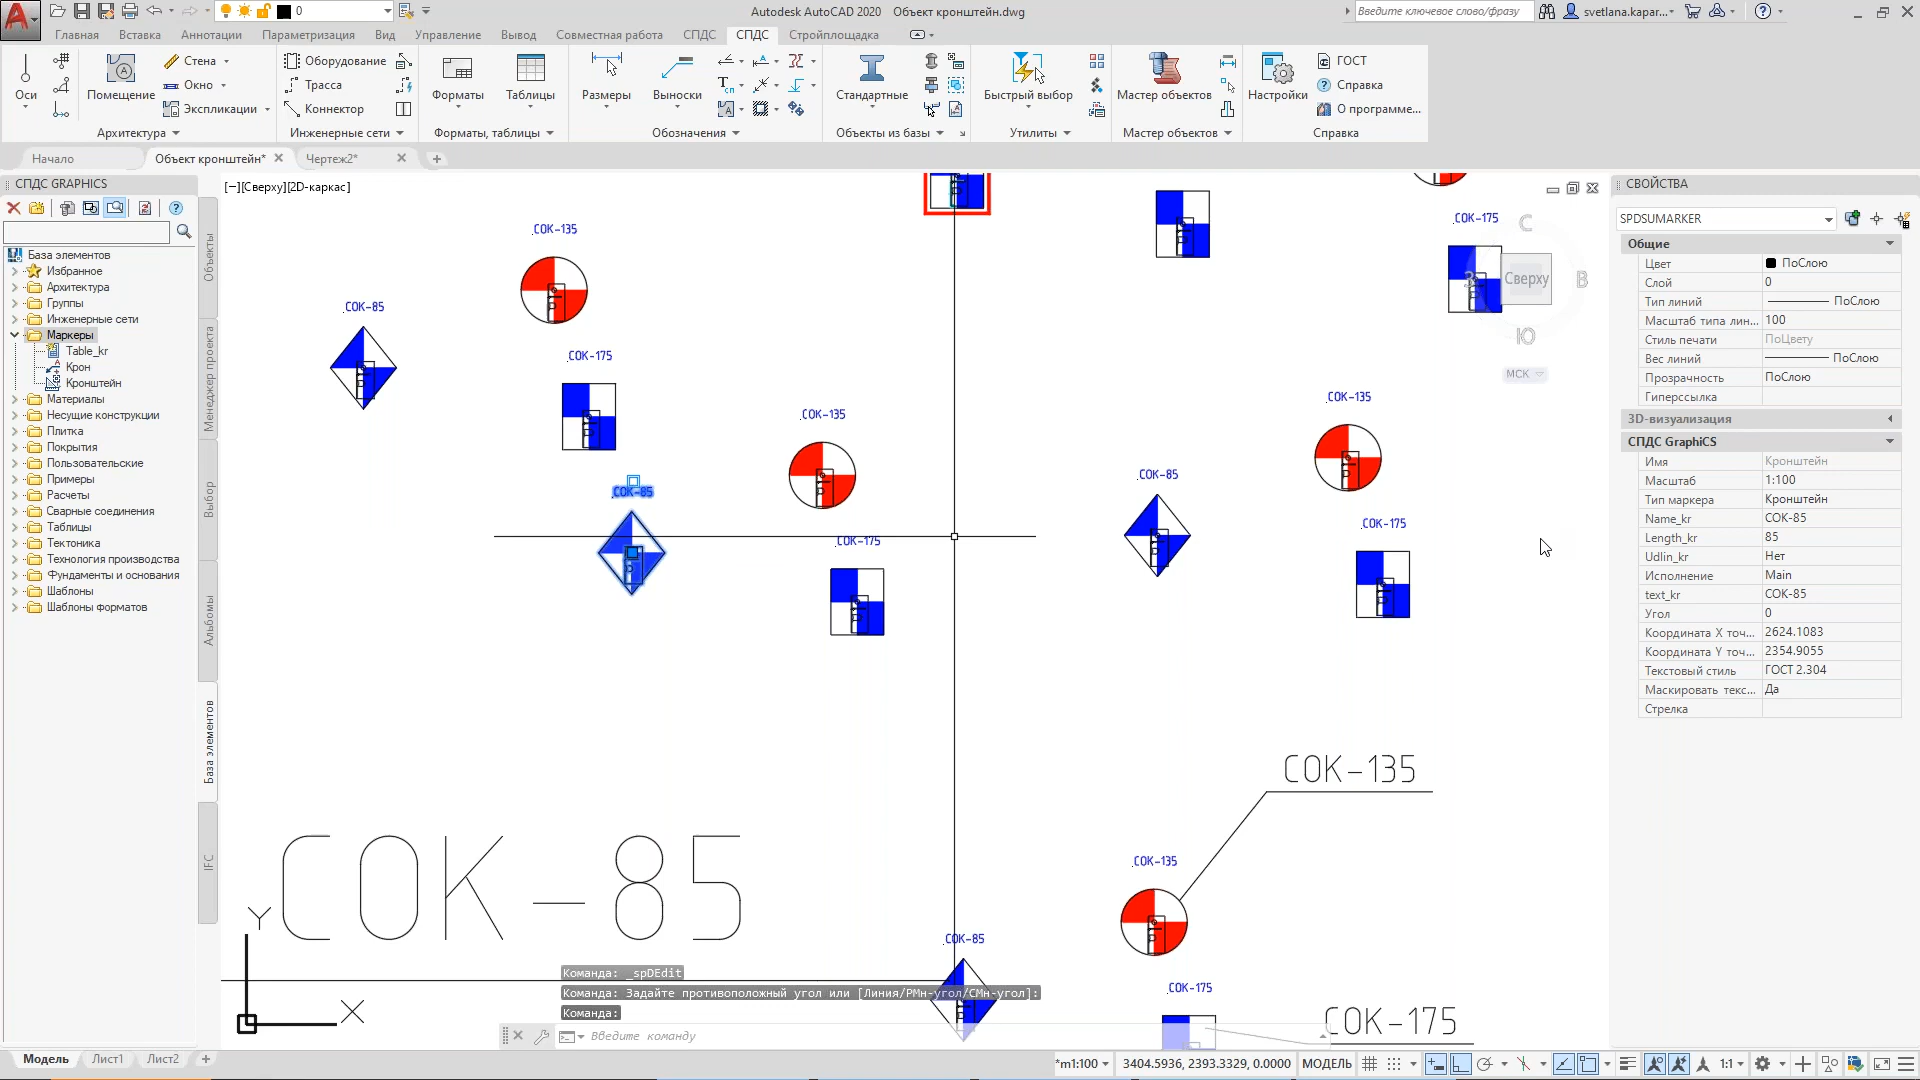 0
Autodesk AutoCAD 2020 Объект кронштейн.dwg
Введите ключевое слово/фразу
svetlana.kapar...
Главная Вставка Аннотации Параметризация Вид Управление Вывод Совместная работа СПДС СПДС Стройплощадка
Оси
Помещение
Стена
Окно
Экспликации
Архитектура
Оборудование
Трасса
Коннектор
Инженерные сети
Форматы
Таблицы
Форматы, таблицы
Размеры
Выноски
Обозначения
Стандартные
Объекты из базы
Быстрый выбор
Утилиты
Мастер объектов
Мастер объектов
Настройки
ГОСТ
Справка
О программе...
Справка
Начало
Объект кронштейн*
Чертеж2*
СПДС GRAPHICS
База элементов
Избранное
Архитектура
Группы
Инженерные сети
Маркеры
Table_kr
Крон
Кронштейн
Материалы
Несущие конструкции
Плитка
Покрытия
Пользовательские
Примеры
Расчеты
Сварные соединения
Таблицы
Тектоника
Технология производства
Фундаменты и основания
Шаблоны
Шаблоны форматов
Объекты
Менеджер проекта
Выбор
Альбомы
База элементов
IFC
[−][Сверху][2D-каркас]
СОК-135
СОК-85
СОК-175
СОК-135
СОК-85
СОК-175
СОК-175
СОК-135
СОК-85
СОК-175
СОК-135
СОК-135
СОК-85
СОК-85
СОК-175
СОК-175
С
В
Сверху
З
Ю
МСК
Y
X
Команда: _spDEdit
Команда: Задайте противоположный угол или [Линия/РМн-угол/СМн-угол]:
Команда:
Введите команду
СВОЙСТВА
SPDSUMARKER
Общие
Цвет ПоСлою
Слой 0
Тип линий ПоСлою
Масштаб типа лин... 100
Стиль печати ПоЦвету
Вес линий ПоСлою
Прозрачность ПоСлою
Гиперссылка
3D-визуализация
СПДС GraphiCS
Имя Кронштейн
Масштаб 1:100
Тип маркера Кронштейн
Name_kr СОК-85
Length_kr 85
Udlin_kr Нет
Исполнение Main
text_kr СОК-85
Угол 0
Координата X точ... 2624.1083
Координата Y точ... 2354.9055
Текстовый стиль ГОСТ 2.304
Маскировать текс... Да
Стрелка
Модель Лист1 Лист2
*m1:100 3404.5936, 2393.3329, 0.0000 МОДЕЛЬ 1:1